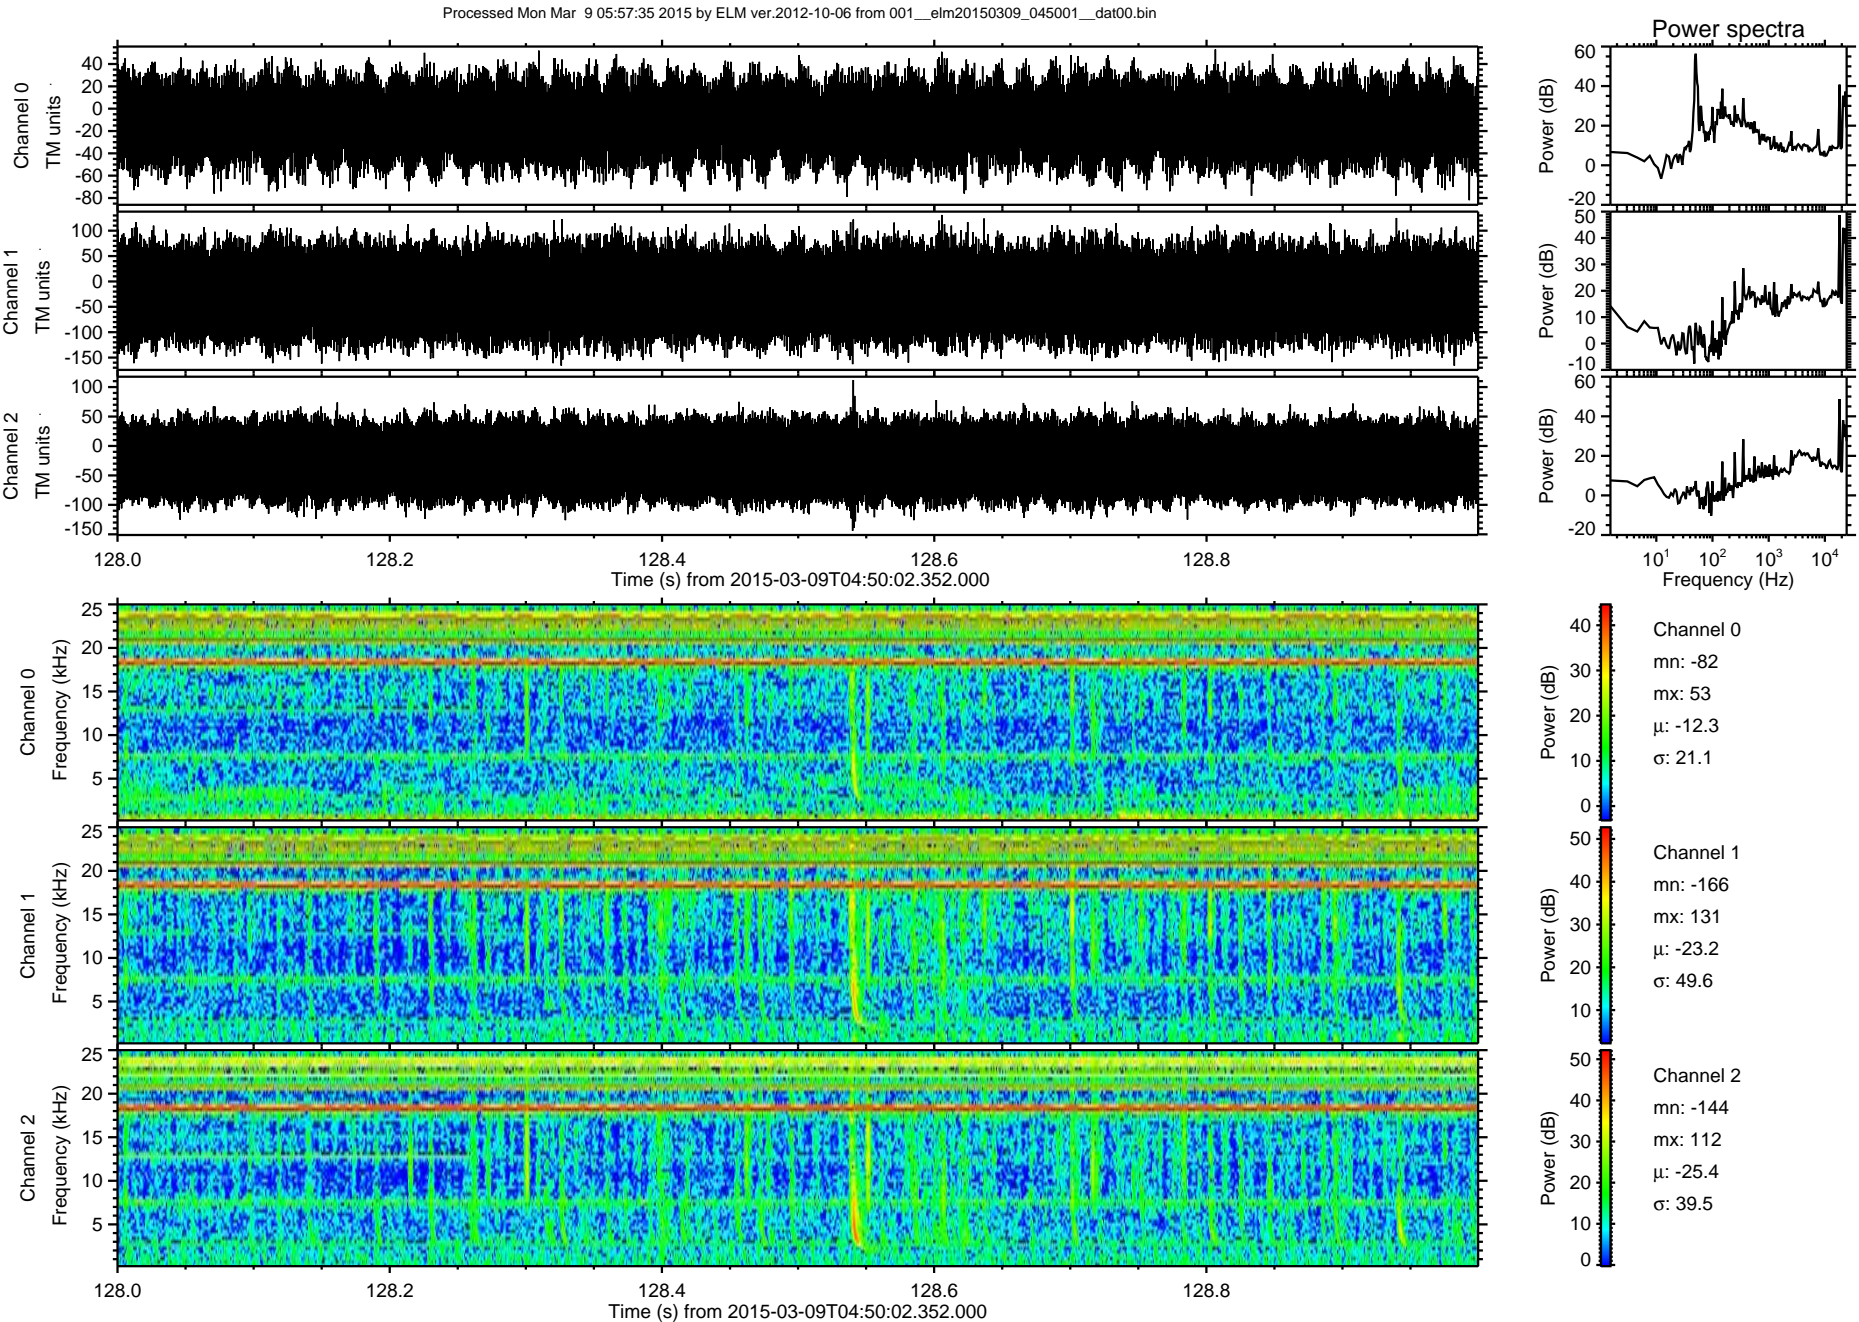 Processed Mon Mar  9 05:57:35 2015 by ELM ver.2012-10-06 from 001__elm20150309_045001__dat00.bin
Power spectra
Channel 0
TM units
40
20
0
-20
-40
-60
-80
Power (dB)
60
40
20
0
-20
Channel 1
TM units
100
50
0
-50
-100
-150
Power (dB)
50
40
30
20
10
0
-10
Channel 2
TM units
100
50
0
-50
-100
-150
Power (dB)
60
40
20
0
-20
128.0 128.2 128.4 128.6 128.8
Time (s) from 2015-03-09T04:50:02.352.000
10^1 10^2 10^3 10^4
Frequency (Hz)
Channel 0
Frequency (kHz)
25
20
15
10
5
Power (dB)
40
30
20
10
0
Channel 0
mn: -82
mx: 53
μ: -12.3
σ: 21.1
Channel 1
Frequency (kHz)
25
20
15
10
5
Power (dB)
50
40
30
20
10
Channel 1
mn: -166
mx: 131
μ: -23.2
σ: 49.6
Channel 2
Frequency (kHz)
25
20
15
10
5
Power (dB)
50
40
30
20
10
0
Channel 2
mn: -144
mx: 112
μ: -25.4
σ: 39.5
128.0 128.2 128.4 128.6 128.8
Time (s) from 2015-03-09T04:50:02.352.000